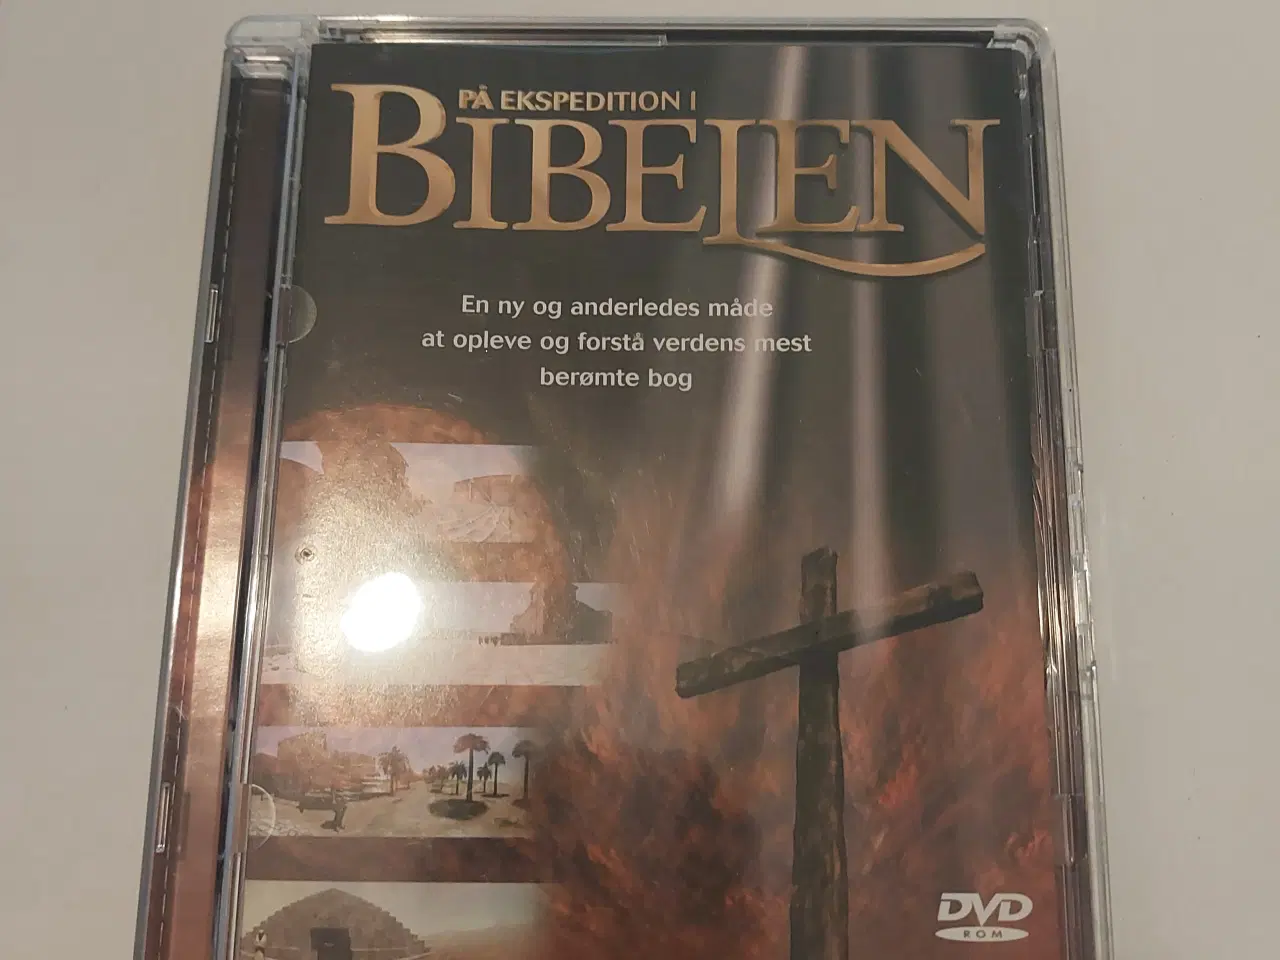 PÅ EKSPEDITION I
BIBELEN
En ny og anderledes måde
at opleve og forstå verdens mest
berømte bog
DVD
ROM